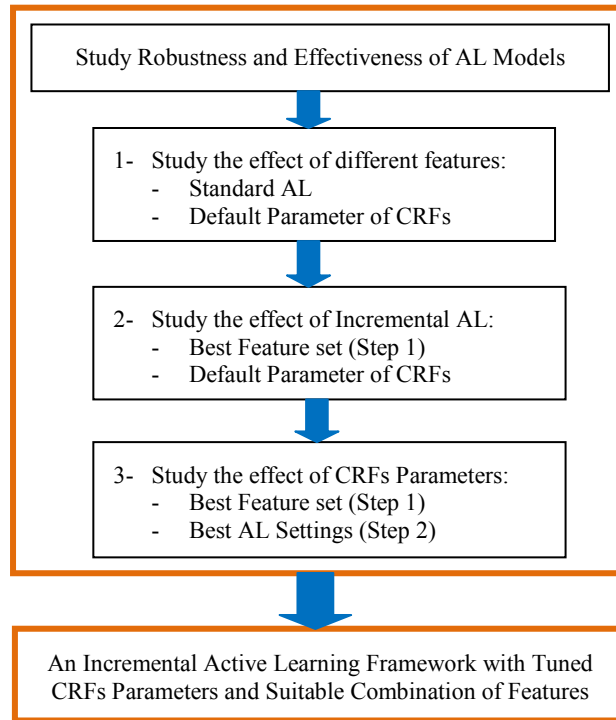 Study Robustness and Effectiveness of AL Models
1- Study the effect of different features:
- Standard AL
- Default Parameter of CRFs
2- Study the effect of Incremental AL:
- Best Feature set (Step 1)
- Default Parameter of CRFs
3- Study the effect of CRFs Parameters:
- Best Feature set (Step 1)
- Best AL Settings (Step 2)
An Incremental Active Learning Framework with Tuned
CRFs Parameters and Suitable Combination of Features